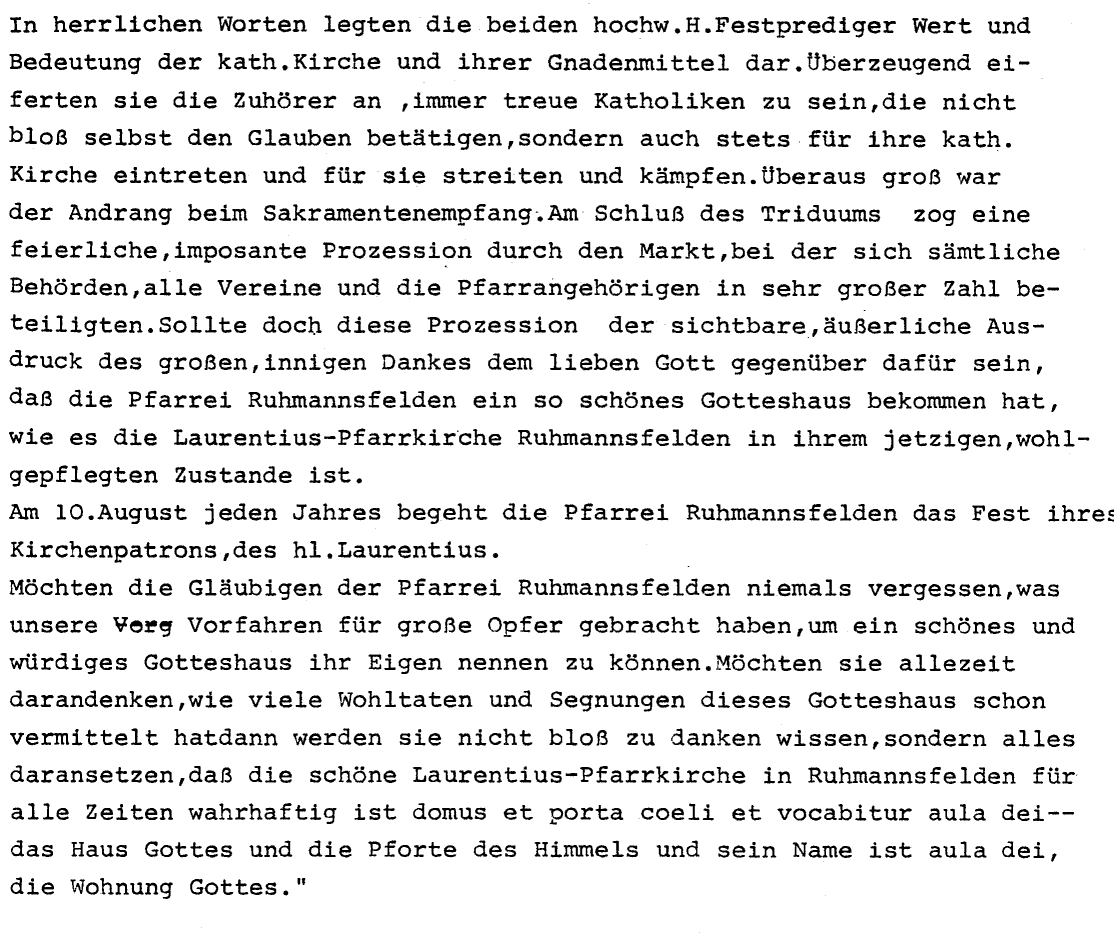 In herrlichen Worten legten die beiden hochw.H.Festprediger Wert und
Bedeutung der kath.Kirche und ihrer Gnadenmittel dar.Überzeugend ei-
ferten sie die Zuhörer an ,immer treue Katholiken zu sein,die nicht
bloß selbst den Glauben betätigen,sondern auch stets für ihre kath.
Kirche eintreten und für sie streiten und kämpfen.Überaus groß war
der Andrang beim Sakramentenempfang.Am Schluß des Triduums  zog eine
feierliche,imposante Prozession durch den Markt,bei der sich sämtliche
Behörden,alle Vereine und die Pfarrangehörigen in sehr großer Zahl be-
teiligten.Sollte doch diese Prozession  der sichtbare,äußerliche Aus-
druck des großen,innigen Dankes dem lieben Gott gegenüber dafür sein,
daß die Pfarrei Ruhmannsfelden ein so schönes Gotteshaus bekommen hat,
wie es die Laurentius-Pfarrkirche Ruhmannsfelden in ihrem jetzigen,wohl-
gepflegten Zustande ist.
Am 10.August jeden Jahres begeht die Pfarrei Ruhmannsfelden das Fest ihres
Kirchenpatrons,des hl.Laurentius.
Möchten die Gläubigen der Pfarrei Ruhmannsfelden niemals vergessen,was
unsere Verg Vorfahren für große Opfer gebracht haben,um ein schönes und
würdiges Gotteshaus ihr Eigen nennen zu können.Möchten sie allezeit
darandenken,wie viele Wohltaten und Segnungen dieses Gotteshaus schon
vermittelt hatdann werden sie nicht bloß zu danken wissen,sondern alles
daransetzen,daß die schöne Laurentius-Pfarrkirche in Ruhmannsfelden für
alle Zeiten wahrhaftig ist domus et porta coeli et vocabitur aula dei--
das Haus Gottes und die Pforte des Himmels und sein Name ist aula dei,
die Wohnung Gottes."